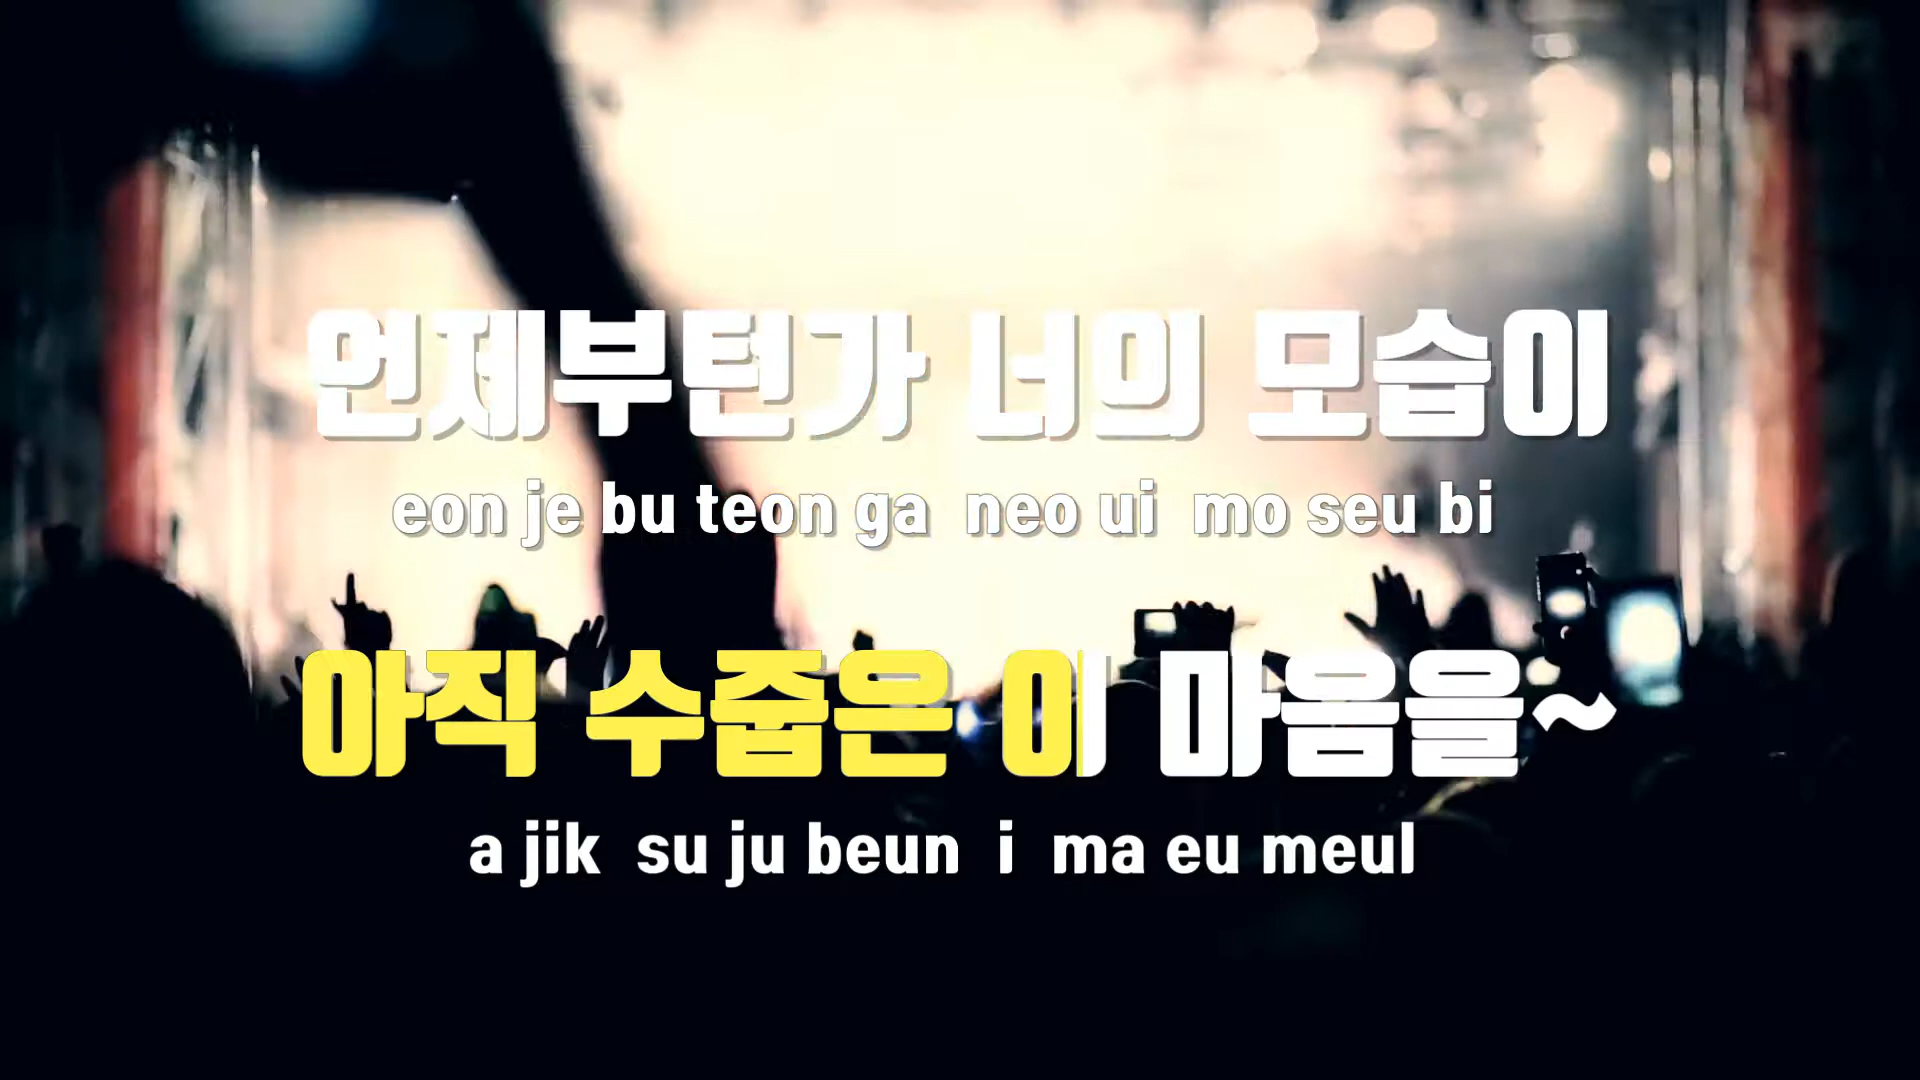 언제부턴가 너의 모습이
eon je bu teon ga neo ui mo seu bi
아직 수줍은 이 마음을~
a jik su ju beun i ma eu meul